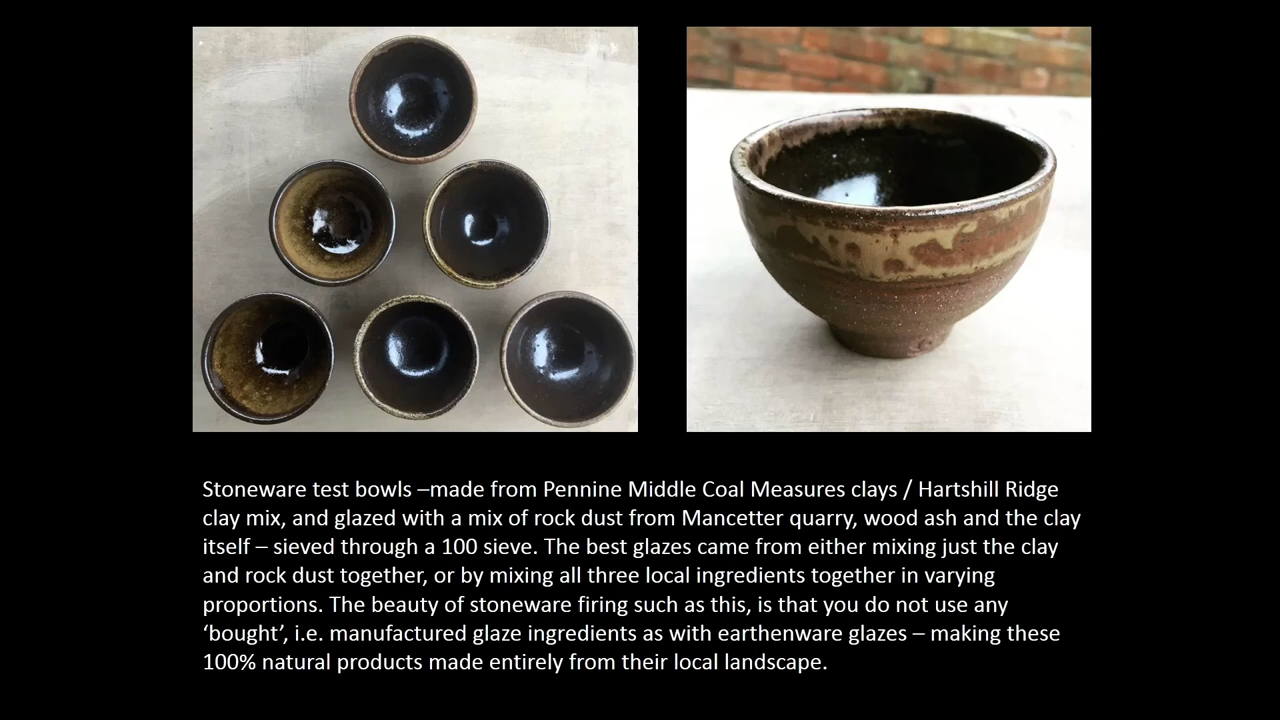 Stoneware test bowls –made from Pennine Middle Coal Measures clays / Hartshill Ridge
clay mix, and glazed with a mix of rock dust from Mancetter quarry, wood ash and the clay
itself – sieved through a 100 sieve. The best glazes came from either mixing just the clay
and rock dust together, or by mixing all three local ingredients together in varying
proportions. The beauty of stoneware firing such as this, is that you do not use any
‘bought’, i.e. manufactured glaze ingredients as with earthenware glazes – making these
100% natural products made entirely from their local landscape.